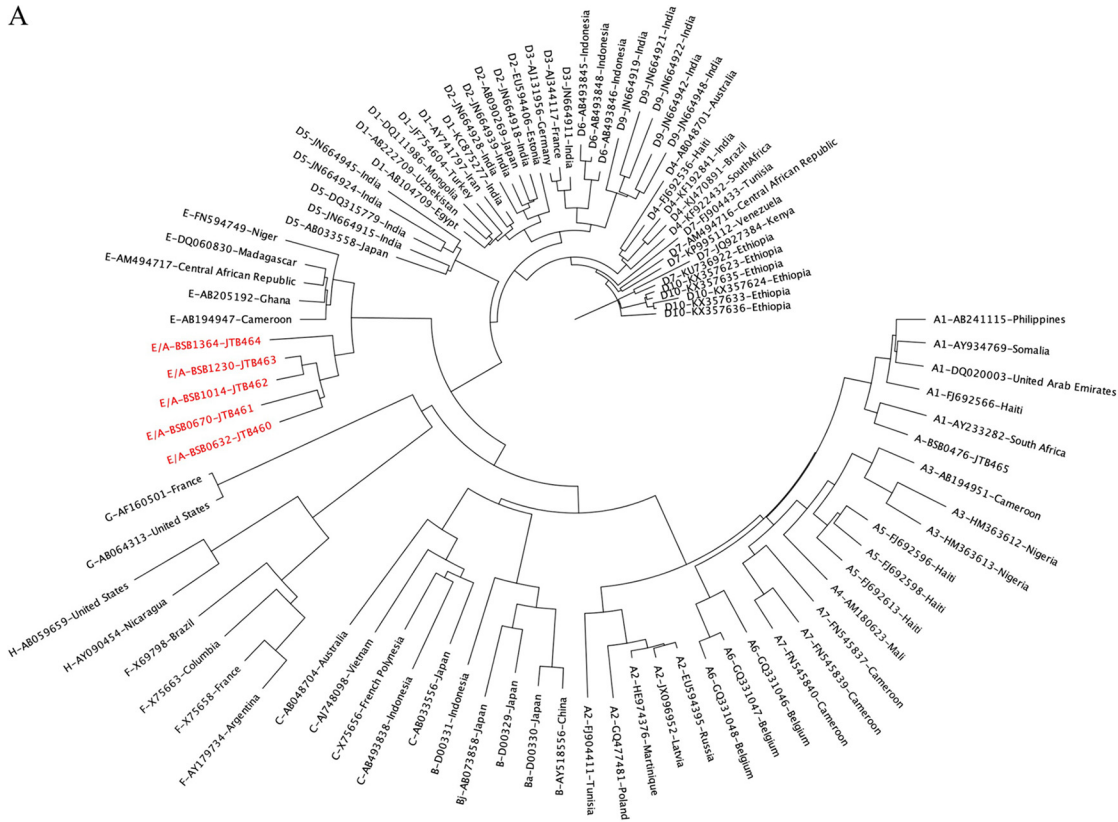 A
D5-JN664945-India
D5-JN664924-India
D5-DQ315779-India
D5-JN664915-India
D5-AB033558-Japan
D1-DQ111986-Mongolia
D1-AB222709-Uzbekistan
D1-AB104709-Egypt
D1-JF754604-Turkey
D1-AY741797-Iran
D1-KC875277-India
D2-JN664928-India
D2-JN664939-India
D2-JN664918-India
D2-AB090269-Japan
D2-EU594406-Estonia
D3-AJ131956-Germany
D3-AJ344117-France
D3-JN664911-India
D6-AB493845-Indonesia
D6-AB493848-Indonesia
D6-AB493846-Indonesia
D9-JN664919-India
D9-JN664921-India
D9-JN664922-India
D9-JN664942-India
D9-JN664948-India
D4-AB048701-Australia
D4-FJ692536-Haiti
D4-KF192841-India
D4-KJ470891-Brazil
D4-KF922432-SouthAfrica
D7-FJ904433-Tunisia
D7-AM494716-Central African Republic
D7-KP995112-Venezuela
D7-JQ927384-Kenya
D7-KU736922-Ethiopia
D10-KX357623-Ethiopia
D10-KX357635-Ethiopia
D10-KX357624-Ethiopia
D10-KX357633-Ethiopia
D10-KX357636-Ethiopia
A1-AB241115-Philippines
A1-AY934769-Somalia
A1-DQ020003-United Arab Emirates
A1-FJ692566-Haiti
A1-AY233282-South Africa
A-BSB0476-JTB465
A3-AB194951-Cameroon
A3-HM363612-Nigeria
A3-HM363613-Nigeria
A5-FJ692596-Haiti
A5-FJ692598-Haiti
A5-FJ692613-Haiti
A4-AM180623-Mali
A7-FN545837-Cameroon
A7-FN545839-Cameroon
A7-FN545840-Cameroon
A6-GQ331046-Belgium
A6-GQ331047-Belgium
A6-GQ331048-Belgium
A2-EU594395-Russia
A2-JX096952-Latvia
A2-HE974376-Martinique
A2-GQ477481-Poland
A2-FJ904411-Tunisia
B-AY518556-China
Ba-D00330-Japan
B-D00329-Japan
Bj-AB073858-Japan
B-D00331-Indonesia
C-AB033556-Japan
C-AB493838-Indonesia
C-X75656-French Polynesia
C-AJ748098-Vietnam
C-AB048704-Australia
F-AY179734-Argentina
F-X75658-France
F-X75663-Columbia
F-X69798-Brazil
H-AY090454-Nicaragua
H-AB059659-United States
G-AB064313-United States
G-AF160501-France
E/A-BSB0632-JTB460
E/A-BSB0670-JTB461
E/A-BSB1014-JTB462
E/A-BSB1230-JTB463
E/A-BSB1364-JTB464
E-AB194947-Cameroon
E-AB205192-Ghana
E-AM494717-Central African Republic
E-DQ060830-Madagascar
E-FN594749-Niger